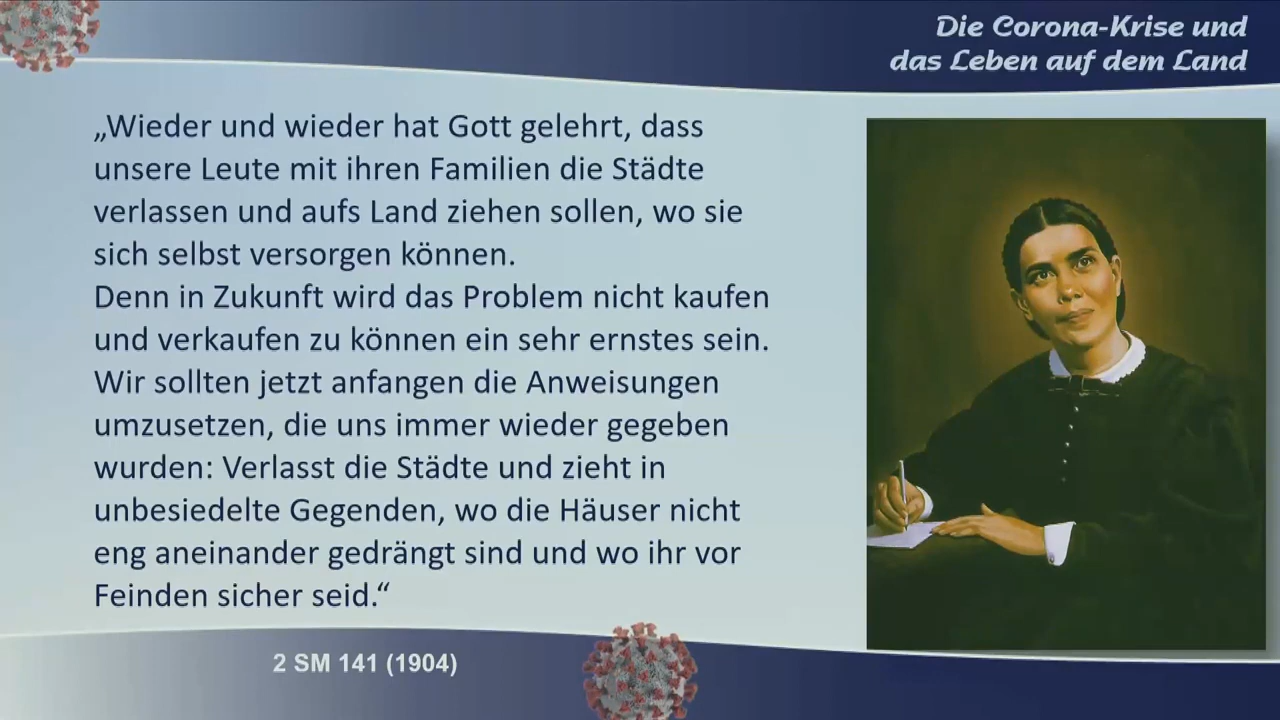 Die Corona-Krise und
das Leben auf dem Land
„Wieder und wieder hat Gott gelehrt, dass
unsere Leute mit ihren Familien die Städte
verlassen und aufs Land ziehen sollen, wo sie
sich selbst versorgen können.
Denn in Zukunft wird das Problem nicht kaufen
und verkaufen zu können ein sehr ernstes sein.
Wir sollten jetzt anfangen die Anweisungen
umzusetzen, die uns immer wieder gegeben
wurden: Verlasst die Städte und zieht in
unbesiedelte Gegenden, wo die Häuser nicht
eng aneinander gedrängt sind und wo ihr vor
Feinden sicher seid.“
2 SM 141 (1904)